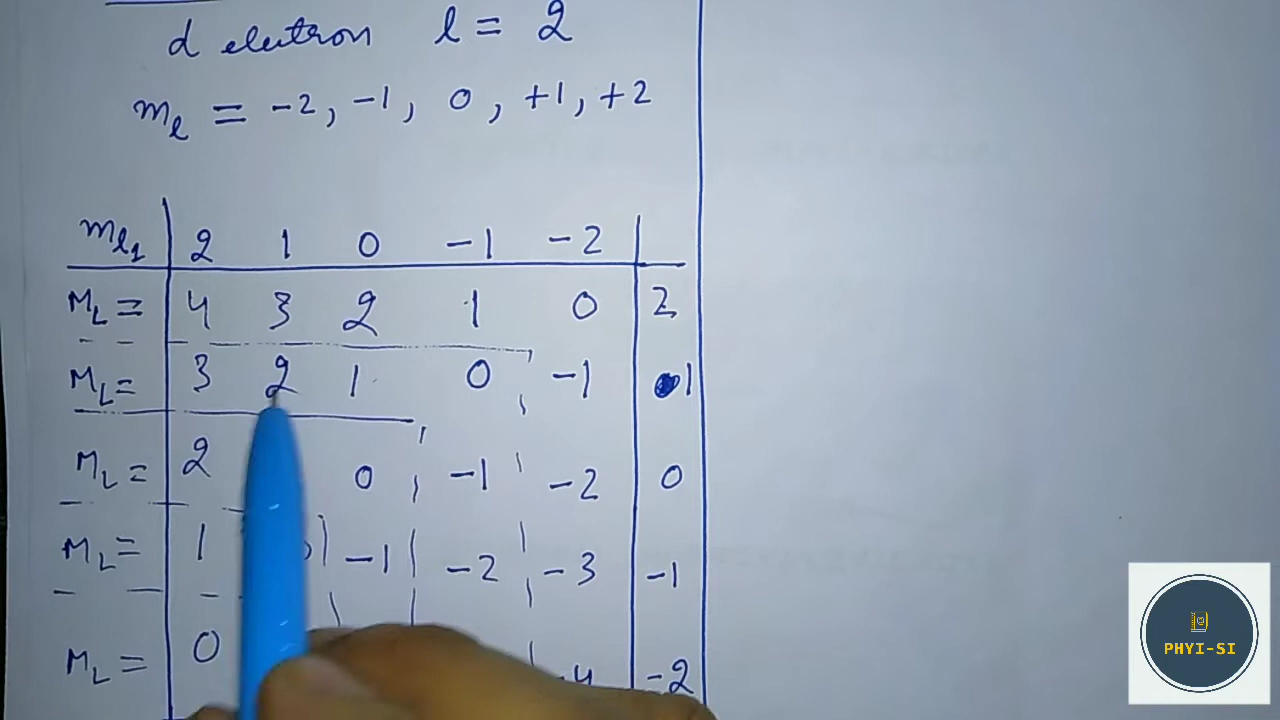 d electron l = 2
m_l = -2, -1, 0, +1, +2
m_l1 2 1 0 -1 -2
M_L = 4 3 2 1 0 2
M_L = 3 2 1 0 -1 1
M_L = 2 0 -1 -2 0
M_L = 1 -1 -2 -3 -1
M_L = 0 -4 -2
PHYI-SI